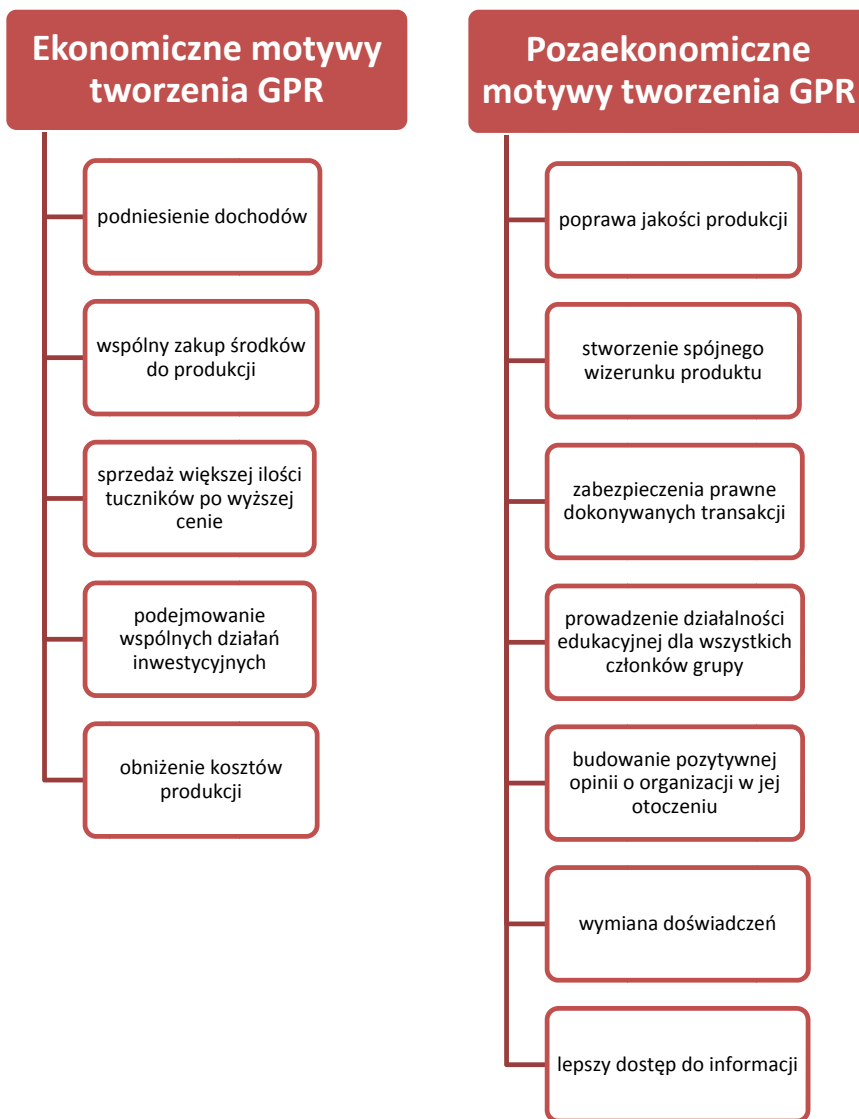 Ekonomiczne motywy
tworzenia GPR
podniesienie dochodów
wspólny zakup środków
do produkcji
sprzedaż większej ilości
tuczników po wyższej
cenie
podejmowanie
wspólnych działań
inwestycyjnych
obniżenie kosztów
produkcji
Pozaekonomiczne
motywy tworzenia GPR
poprawa jakości produkcji
stworzenie spójnego
wizerunku produktu
zabezpieczenia prawne
dokonywanych transakcji
prowadzenie działalności
edukacyjnej dla wszystkich
członków grupy
budowanie pozytywnej
opinii o organizacji w jej
otoczeniu
wymiana doświadczeń
lepszy dostęp do informacji